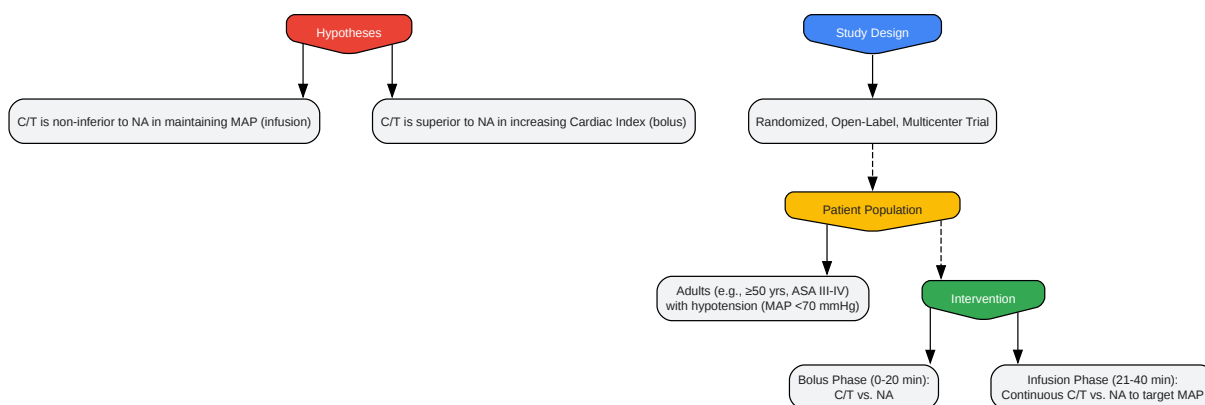 Hypotheses
Study Design
C/T is non-inferior to NA in maintaining MAP (infusion)
C/T is superior to NA in increasing Cardiac Index (bolus)
Randomized, Open-Label, Multicenter Trial
Patient Population
Adults (e.g., ≥50 yrs, ASA III-IV)
with hypotension (MAP <70 mmHg)
Intervention
Bolus Phase (0-20 min):
C/T vs. NA
Infusion Phase (21-40 min):
Continuous C/T vs. NA to target MAP